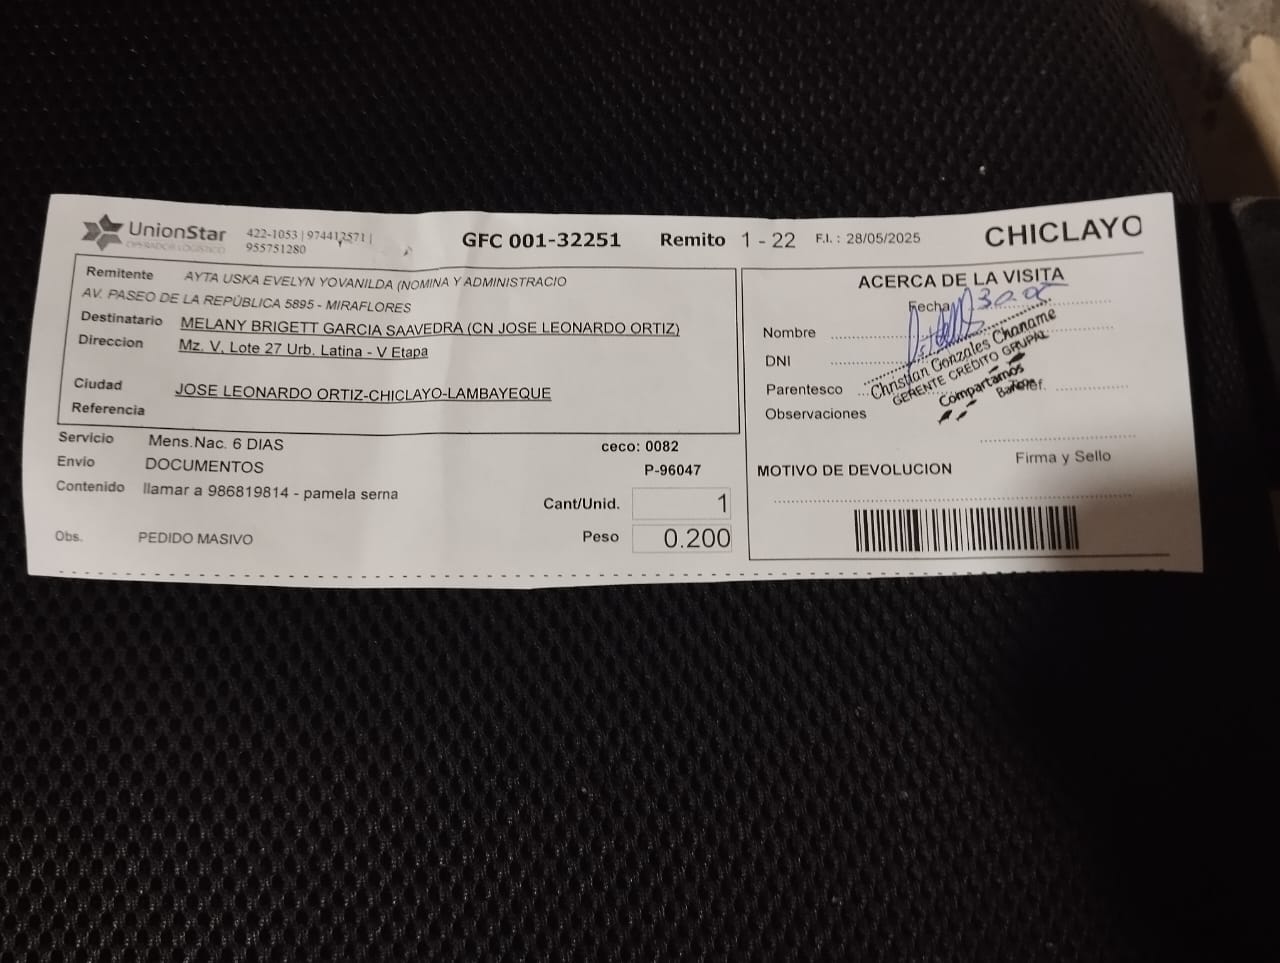 UnionStar
OPERADOR LOGISTICO
422-1053 | 974412571 |
955751280
GFC 001-32251
Remito 1 - 22
F.I. : 28/05/2025
CHICLAYO
Remitente AYTA USKA EVELYN YOVANILDA (NOMINA Y ADMINISTRACIO
AV. PASEO DE LA REPÚBLICA 5895 - MIRAFLORES
Destinatario MELANY BRIGETT GARCIA SAAVEDRA (CN JOSE LEONARDO ORTIZ)
Direccion Mz. V, Lote 27 Urb. Latina - V Etapa
Ciudad JOSE LEONARDO ORTIZ-CHICLAYO-LAMBAYEQUE
Referencia
Servicio Mens.Nac. 6 DIAS
Envio DOCUMENTOS
Contenido llamar a 986819814 - pamela serna
Obs. PEDIDO MASIVO
ceco: 0082
P-96047
Cant/Unid. 1
Peso 0.200
ACERCA DE LA VISITA
Fecha
Nombre
DNI
Parentesco
Observaciones
Christian Gonzales Chaname
GERENTE CRÉDITO GRUPAL
Compartamos
Firma y Sello
MOTIVO DE DEVOLUCION